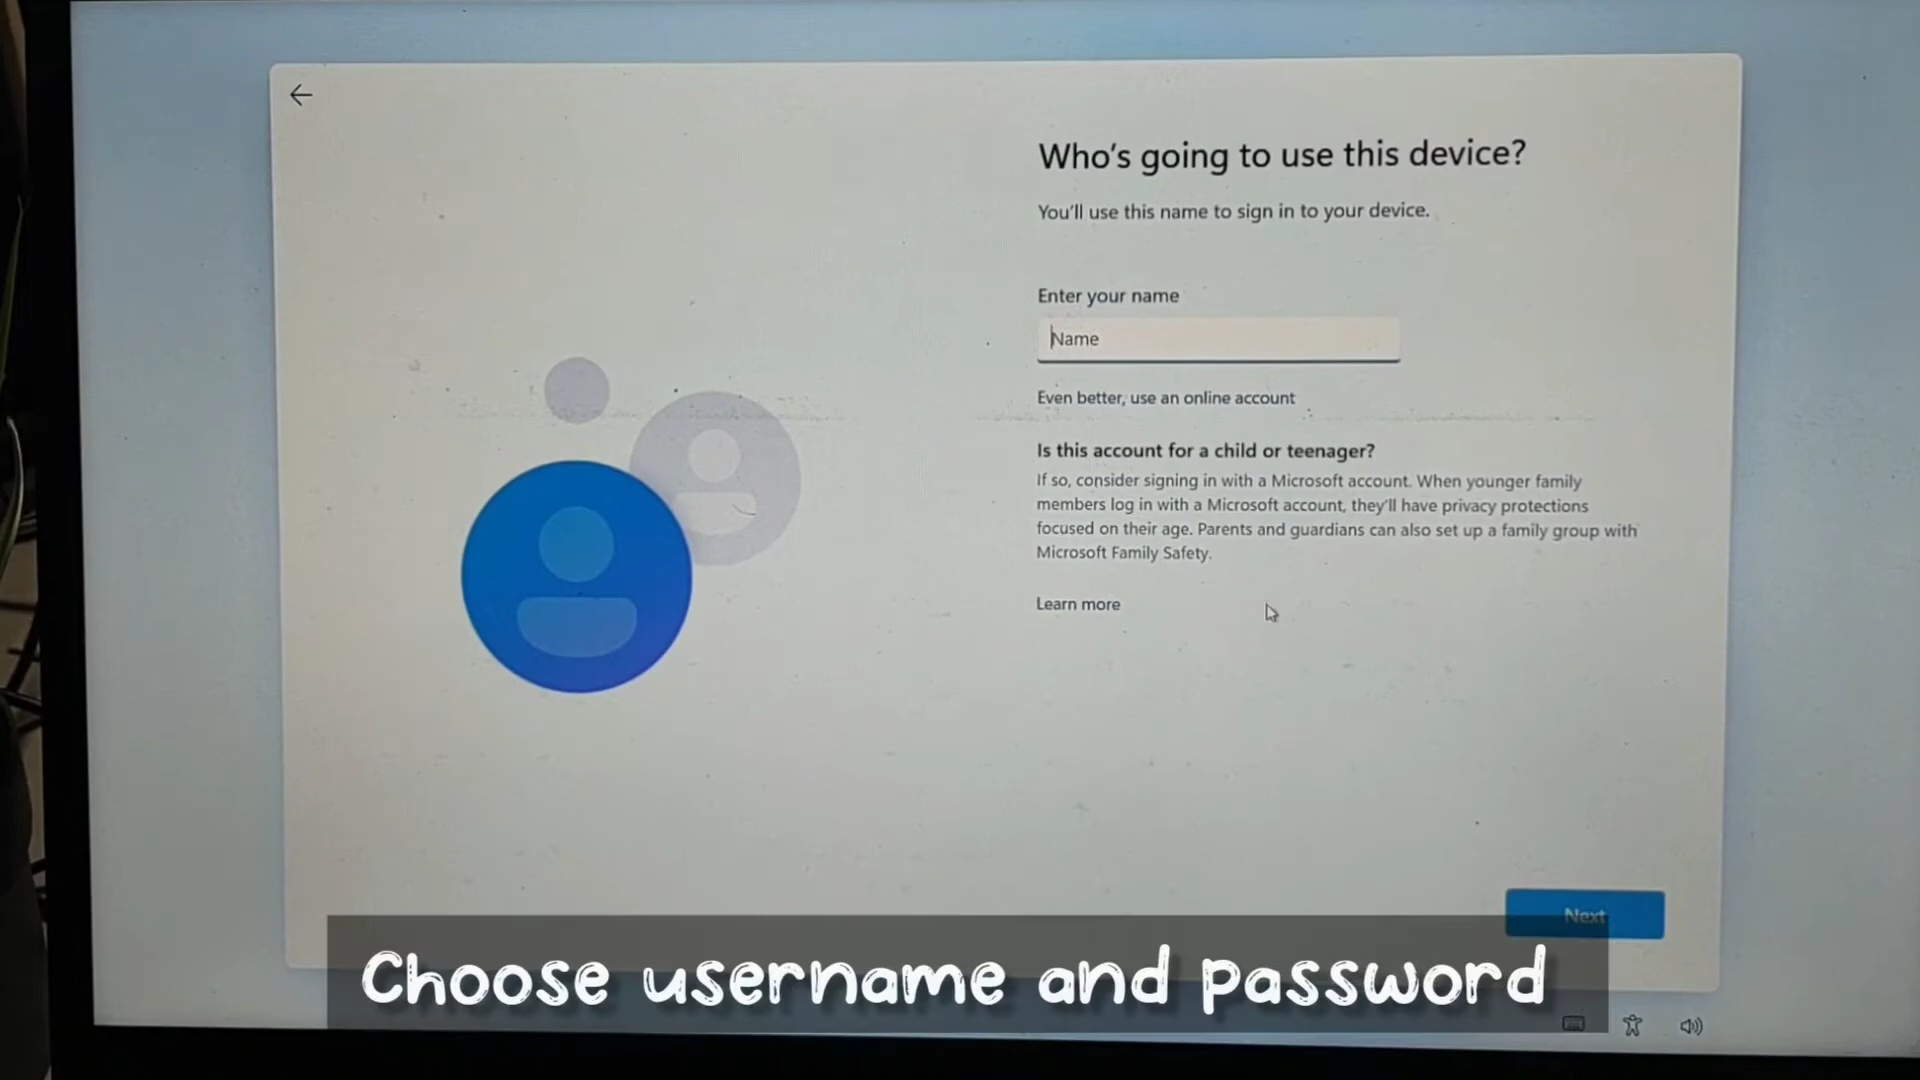 Who's going to use this device?
You'll use this name to sign in to your device.
Enter your name
Name
Even better, use an online account
Is this account for a child or teenager?
If so, consider signing in with a Microsoft account. When younger family
members log in with a Microsoft account, they'll have privacy protections
focused on their age. Parents and guardians can also set up a family group with
Microsoft Family Safety.
Learn more
Next
Choose username and password